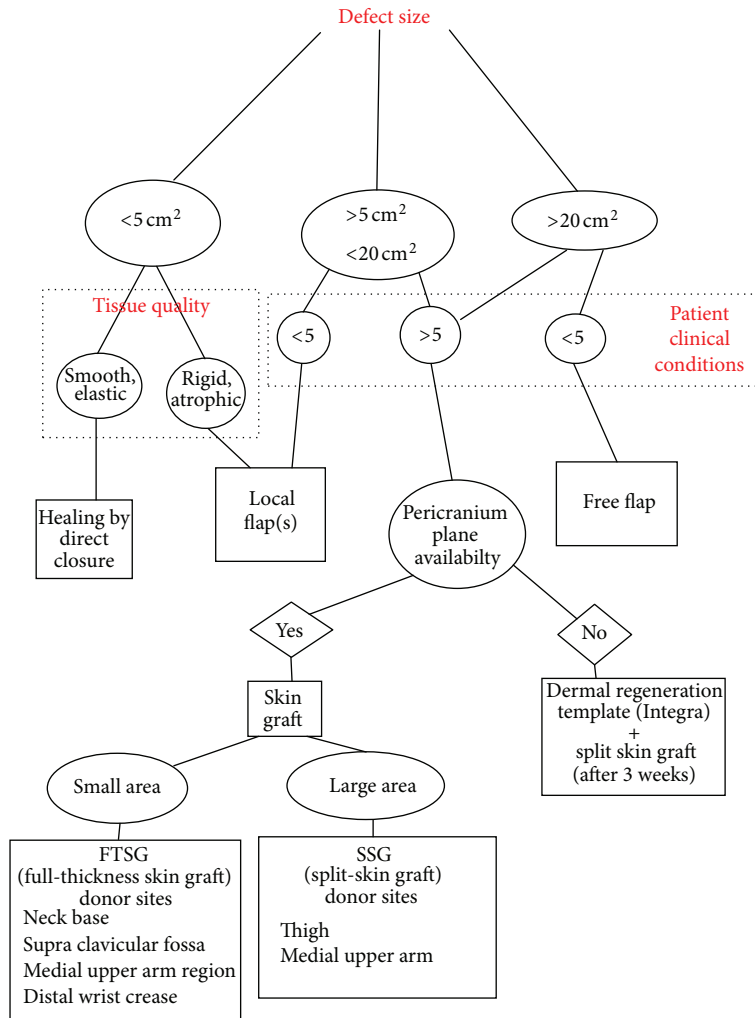 Defect size
<5 cm²
>5 cm²
<20 cm²
>20 cm²
Tissue quality
Patient
clinical
conditions
<5
>5
<5
Smooth,
elastic
Rigid,
atrophic
Healing by
direct
closure
Local
flap(s)
Pericranium
plane
availabilty
Free flap
Yes
No
Skin
graft
Dermal regeneration
template (Integra)
+
split skin graft
(after 3 weeks)
Small area
Large area
FTSG
(full-thickness skin graft)
donor sites
Neck base
Supra clavicular fossa
Medial upper arm region
Distal wrist crease
SSG
(split-skin graft)
donor sites
Thigh
Medial upper arm